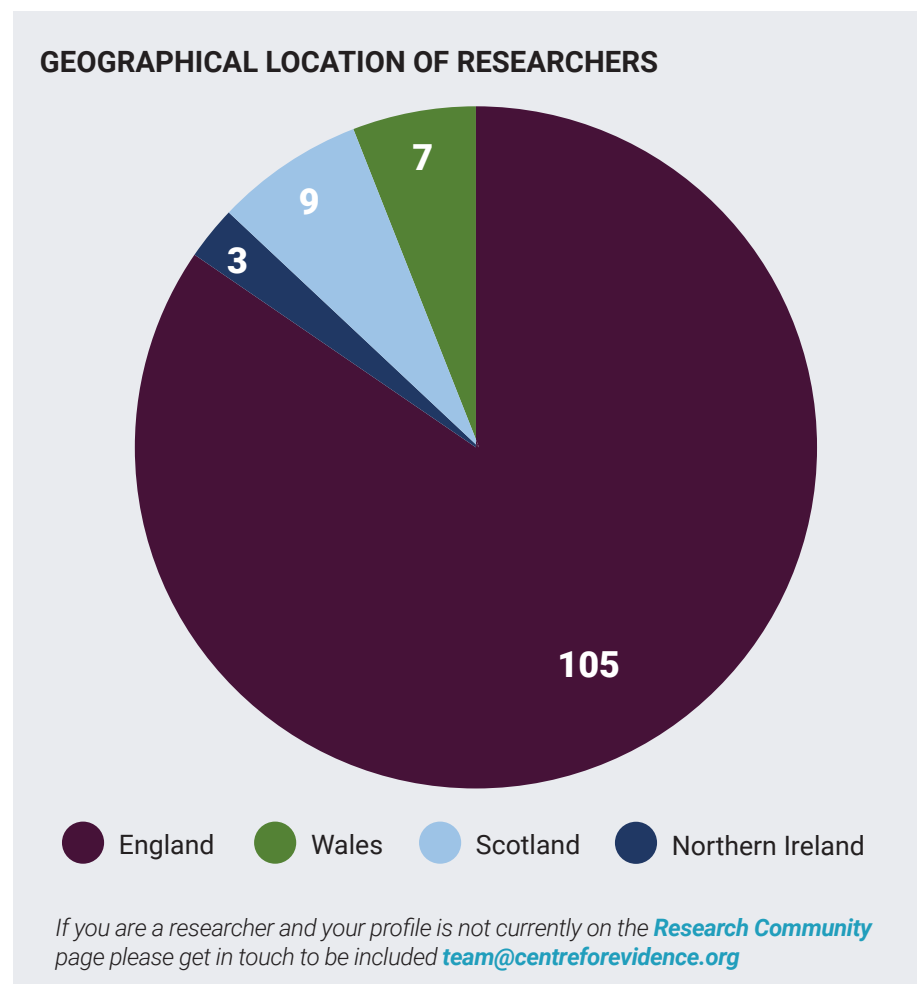 GEOGRAPHICAL LOCATION OF RESEARCHERS
7
9
3
105
England Wales Scotland Northern Ireland
If you are a researcher and your profile is not currently on the Research Community
page please get in touch to be included team@centreforevidence.org